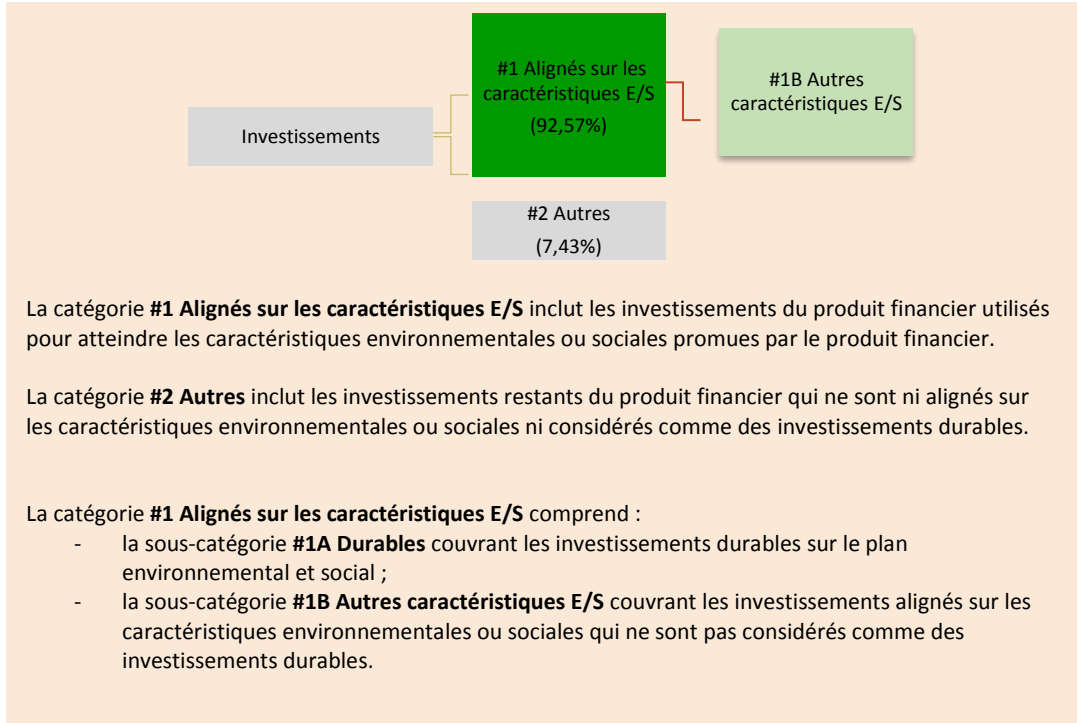 #1 Alignés sur les
caractéristiques E/S
(92,57%)
#1B Autres
caractéristiques E/S
Investissements
#2 Autres
(7,43%)
La catégorie #1 Alignés sur les caractéristiques E/S inclut les investissements du produit financier utilisés
pour atteindre les caractéristiques environnementales ou sociales promues par le produit financier.
La catégorie #2 Autres inclut les investissements restants du produit financier qui ne sont ni alignés sur
les caractéristiques environnementales ou sociales ni considérés comme des investissements durables.
La catégorie #1 Alignés sur les caractéristiques E/S comprend :
- la sous-catégorie #1A Durables couvrant les investissements durables sur le plan
environnemental et social ;
- la sous-catégorie #1B Autres caractéristiques E/S couvrant les investissements alignés sur les
caractéristiques environnementales ou sociales qui ne sont pas considérés comme des
investissements durables.